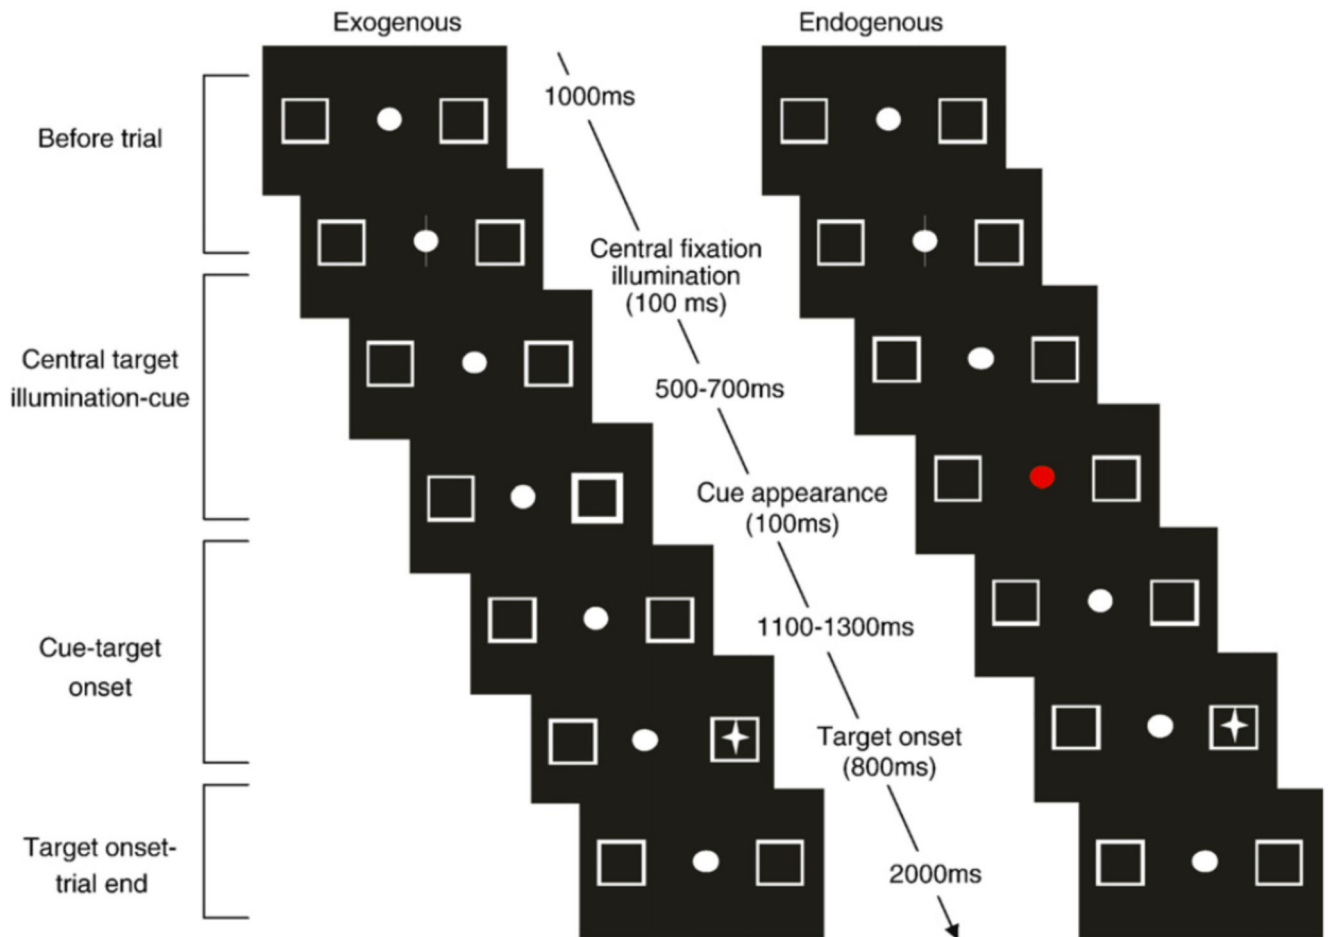 Exogenous
Endogenous
Before trial
Central target
illumination-cue
Cue-target
onset
Target onset-
trial end
1000ms
Central fixation
illumination
(100 ms)
500-700ms
Cue appearance
(100ms)
1100-1300ms
Target onset
(800ms)
2000ms